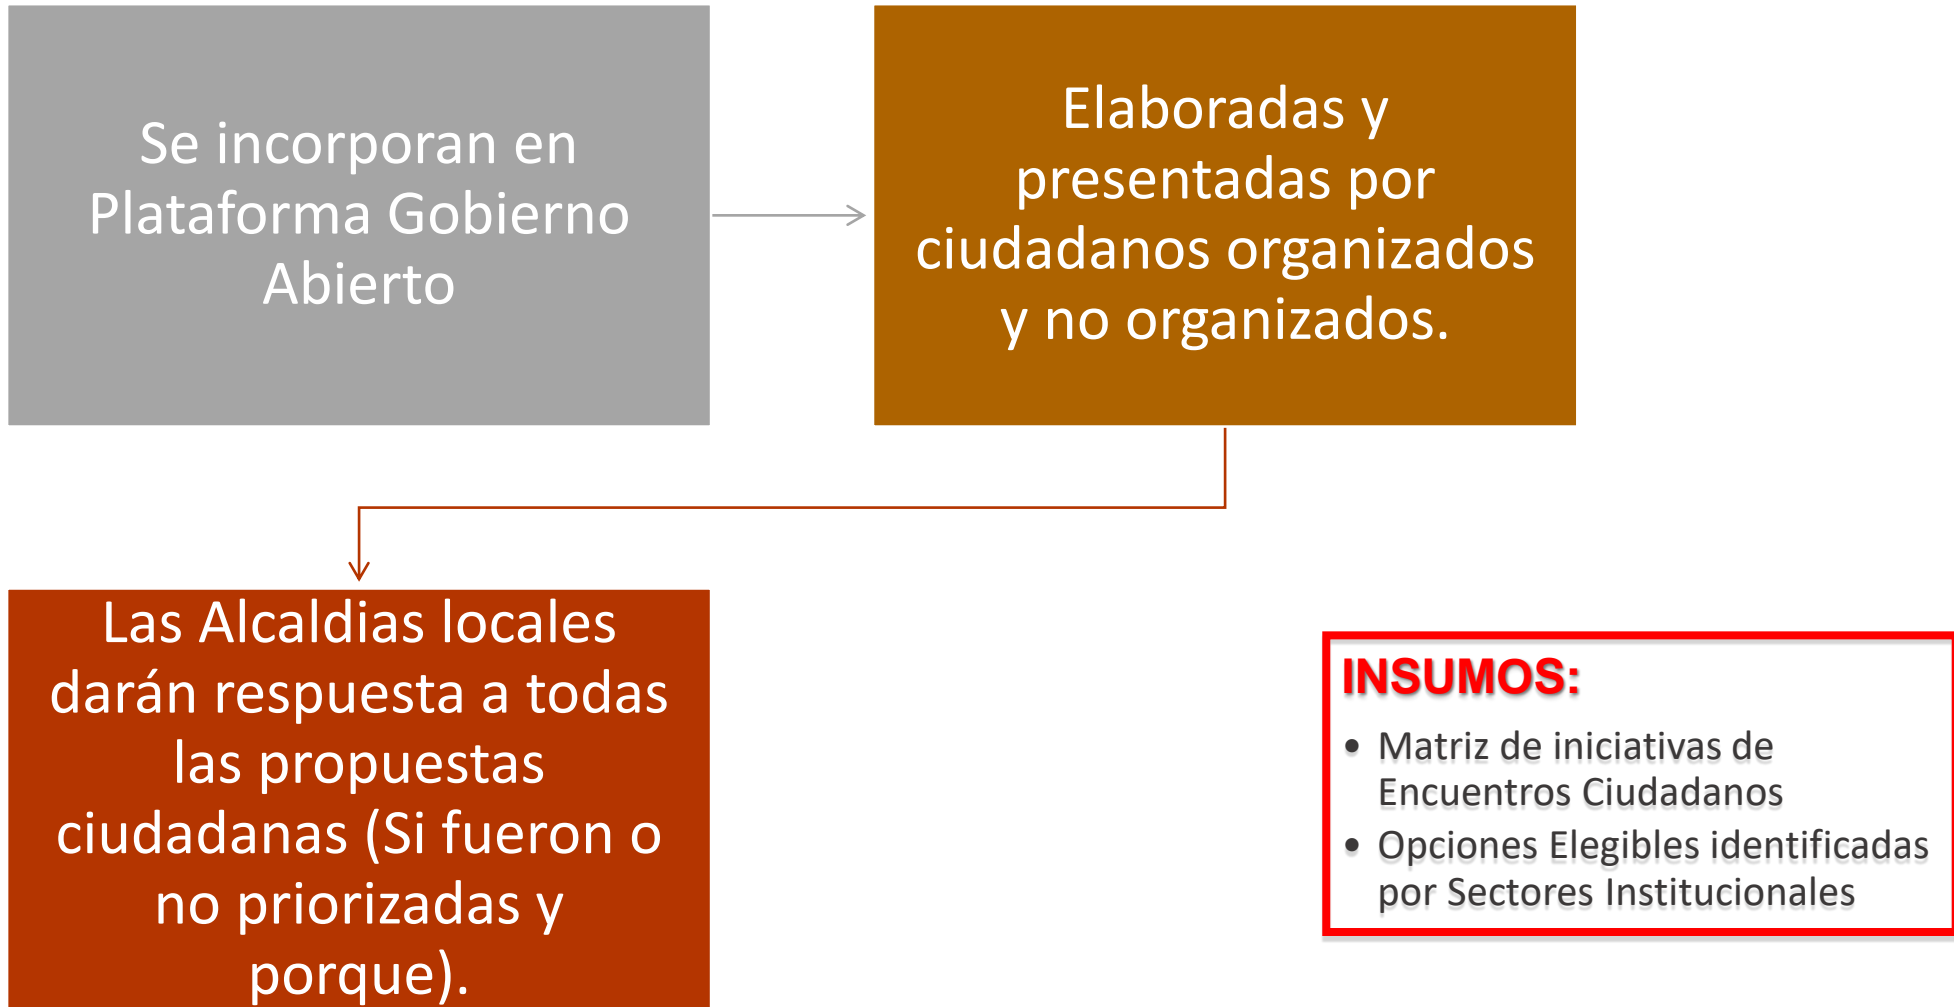 Se incorporan en
Plataforma Gobierno
Abierto
Elaboradas y
presentadas por
ciudadanos organizados
y no organizados.
Las Alcaldias locales
darán respuesta a todas
las propuestas
ciudadanas (Si fueron o
no priorizadas y
porque).
INSUMOS:
• Matriz de iniciativas de
Encuentros Ciudadanos
• Opciones Elegibles identificadas
por Sectores Institucionales